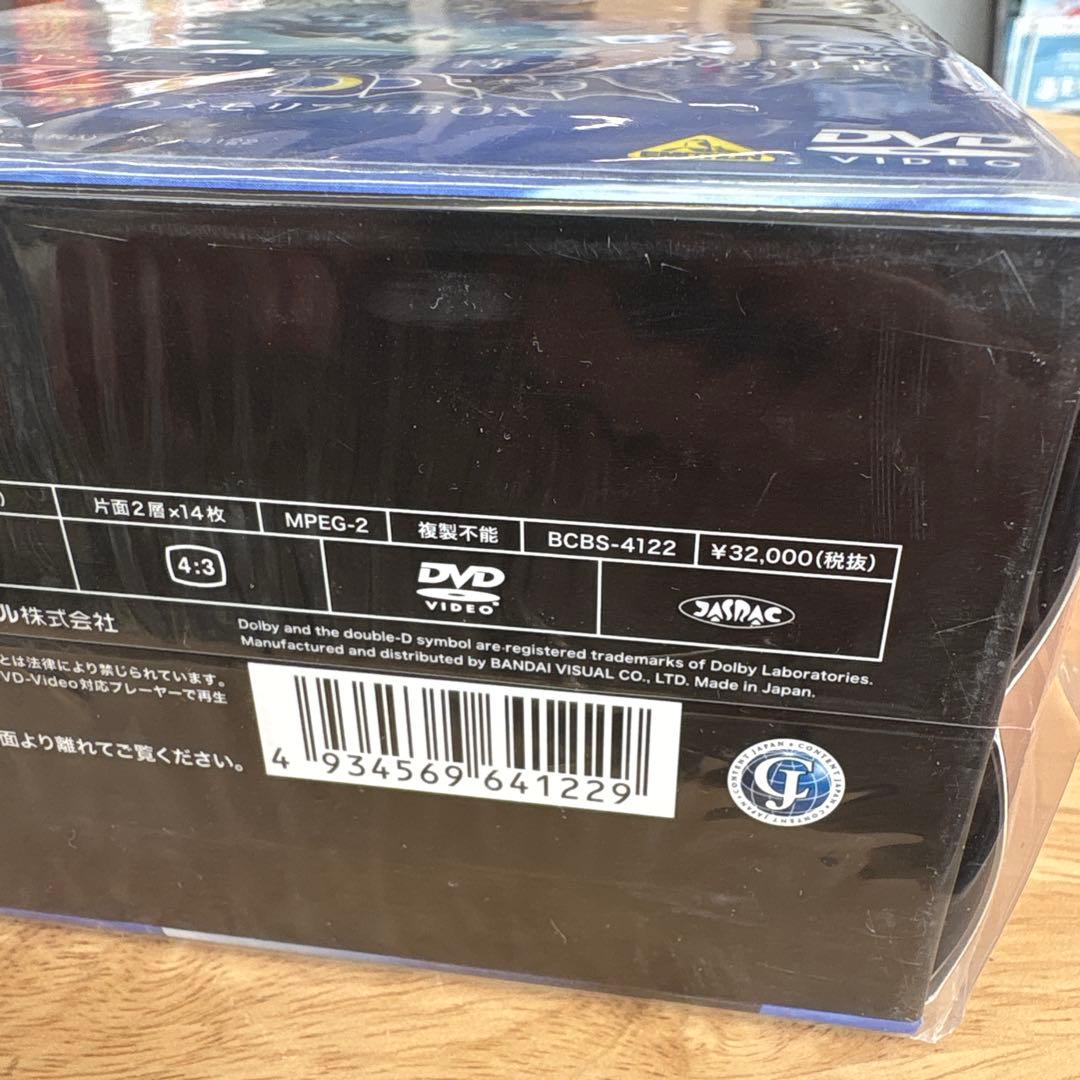 メモリアルBOX
EMOTION
DVD
VIDEO
片面2層×14枚
MPEG-2
複製不能
BCBS-4122
¥32,000(税抜)
4:3
DVD
VIDEO
JASRAC
ル株式会社
Dolby and the double-D symbol are registered trademarks of Dolby Laboratories.
Manufactured and distributed by BANDAI VISUAL CO., LTD. Made in Japan.
とは法律により禁じられています。
VD-Video対応プレーヤーで再生
面より離れてご覧ください。
4 934569 641229
CONTENT JAPAN ★ CONTENT JAPAN ★ CONTENT JAPAN ★
CJ